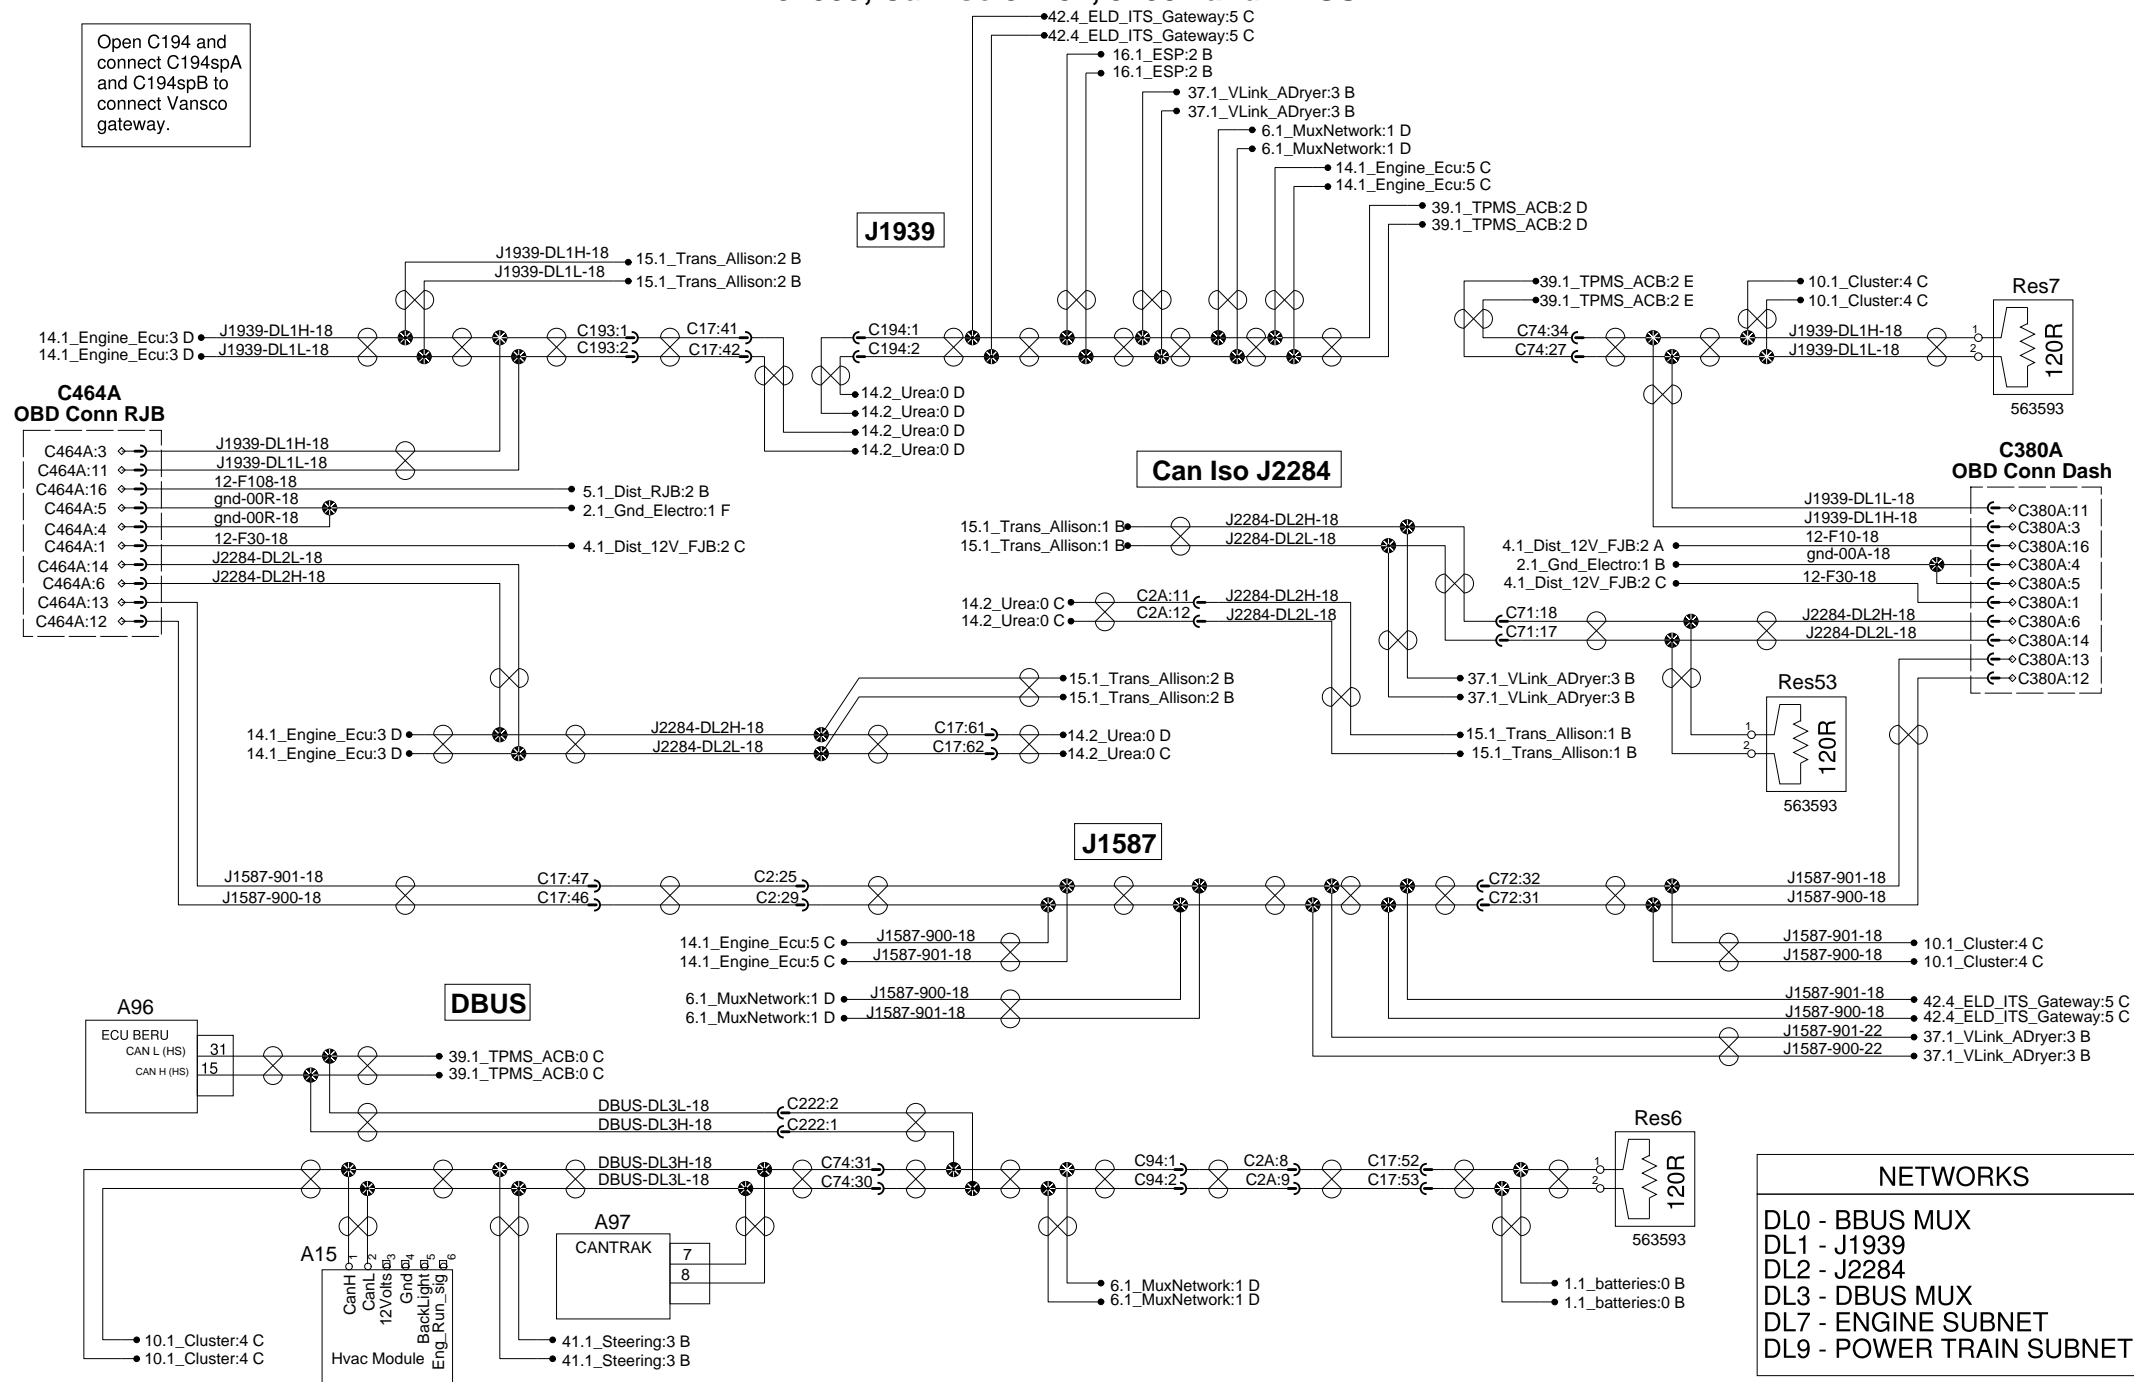 42.4_ELD_ITS_Gateway:5 C
42.4_ELD_ITS_Gateway:5 C
16.1_ESP:2 B
16.1_ESP:2 B
37.1_VLink_ADryer:3 B
37.1_VLink_ADryer:3 B
6.1_MuxNetwork:1 D
6.1_MuxNetwork:1 D
14.1_Engine_Ecu:5 C
14.1_Engine_Ecu:5 C
39.1_TPMS_ACB:2 D
39.1_TPMS_ACB:2 D
Open C194 and
connect C194spA
and C194spB to
connect Vansco
gateway.
J1939
J1939-DL1H-18
15.1_Trans_Allison:2 B
J1939-DL1L-18
15.1_Trans_Allison:2 B
14.1_Engine_Ecu:3 D
J1939-DL1H-18
C193:1
C17:41
14.1_Engine_Ecu:3 D
J1939-DL1L-18
C193:2
C17:42
C194:1
C194:2
14.2_Urea:0 D
14.2_Urea:0 D
14.2_Urea:0 D
14.2_Urea:0 D
39.1_TPMS_ACB:2 E
39.1_TPMS_ACB:2 E
C74:34
C74:27
10.1_Cluster:4 C
10.1_Cluster:4 C
J1939-DL1H-18
J1939-DL1L-18
Res7
1
2
120R
563593
C464A
OBD Conn RJB
C464A:3
J1939-DL1H-18
C464A:11
J1939-DL1L-18
C464A:16
12-F108-18
5.1_Dist_RJB:2 B
C464A:5
gnd-00R-18
2.1_Gnd_Electro:1 F
C464A:4
gnd-00R-18
C464A:1
12-F30-18
4.1_Dist_12V_FJB:2 C
C464A:14
J2284-DL2L-18
C464A:6
J2284-DL2H-18
C464A:13
C464A:12
Can Iso J2284
15.1_Trans_Allison:1 B
J2284-DL2H-18
15.1_Trans_Allison:1 B
J2284-DL2L-18
14.2_Urea:0 C
C2A:11
J2284-DL2H-18
14.2_Urea:0 C
C2A:12
J2284-DL2L-18
C71:18
C71:17
37.1_VLink_ADryer:3 B
37.1_VLink_ADryer:3 B
15.1_Trans_Allison:1 B
15.1_Trans_Allison:1 B
C380A
OBD Conn Dash
J1939-DL1L-18
C380A:11
J1939-DL1H-18
C380A:3
4.1_Dist_12V_FJB:2 A
12-F10-18
C380A:16
2.1_Gnd_Electro:1 B
gnd-00A-18
C380A:4
4.1_Dist_12V_FJB:2 C
12-F30-18
C380A:5
C380A:1
J2284-DL2H-18
C380A:6
J2284-DL2L-18
C380A:14
C380A:13
C380A:12
Res53
1
2
120R
563593
15.1_Trans_Allison:2 B
15.1_Trans_Allison:2 B
14.1_Engine_Ecu:3 D
J2284-DL2H-18
C17:61
14.2_Urea:0 D
14.1_Engine_Ecu:3 D
J2284-DL2L-18
C17:62
14.2_Urea:0 C
J1587
J1587-901-18
C17:47
C2:25
C72:32
J1587-901-18
J1587-900-18
C17:46
C2:29
C72:31
J1587-900-18
14.1_Engine_Ecu:5 C
J1587-900-18
14.1_Engine_Ecu:5 C
J1587-901-18
6.1_MuxNetwork:1 D
J1587-900-18
6.1_MuxNetwork:1 D
J1587-901-18
J1587-901-18
10.1_Cluster:4 C
J1587-900-18
10.1_Cluster:4 C
J1587-901-18
42.4_ELD_ITS_Gateway:5 C
J1587-900-18
42.4_ELD_ITS_Gateway:5 C
J1587-901-22
37.1_VLink_ADryer:3 B
J1587-900-22
37.1_VLink_ADryer:3 B
DBUS
A96
ECU BERU
CAN L (HS)
31
CAN H (HS)
15
39.1_TPMS_ACB:0 C
39.1_TPMS_ACB:0 C
DBUS-DL3L-18
C222:2
DBUS-DL3H-18
C222:1
DBUS-DL3H-18
C74:31
C94:1
C2A:8
C17:52
DBUS-DL3L-18
C74:30
C94:2
C2A:9
C17:53
Res6
1
2
120R
563593
A97
CANTRAK
7
8
A15
1
2
3
4
5
6
CanH
CanL
12Volts
Gnd
BackLight
Eng_Run_sig
Hvac Module
10.1_Cluster:4 C
10.1_Cluster:4 C
41.1_Steering:3 B
41.1_Steering:3 B
6.1_MuxNetwork:1 D
6.1_MuxNetwork:1 D
1.1_batteries:0 B
1.1_batteries:0 B
NETWORKS
DL0 - BBUS MUX
DL1 - J1939
DL2 - J2284
DL3 - DBUS MUX
DL7 - ENGINE SUBNET
DL9 - POWER TRAIN SUBNET